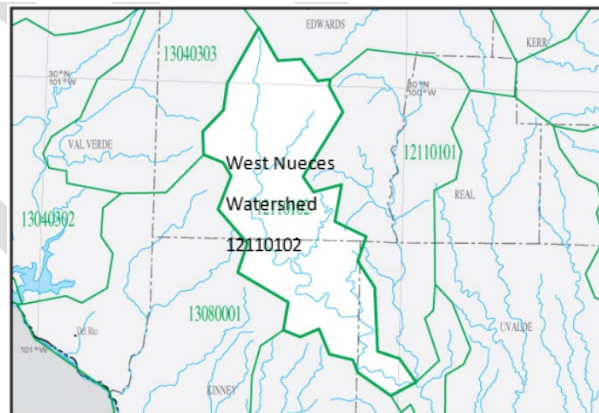 EDWARDS
KERR
13040303
30°N
101°W
30°N
100°W
VAL VERDE
West Nueces
12110101
REAL
Watershed
12110102
13040302
12110102
13080001
Del Rio
UVALDE
101°W
KINNEY